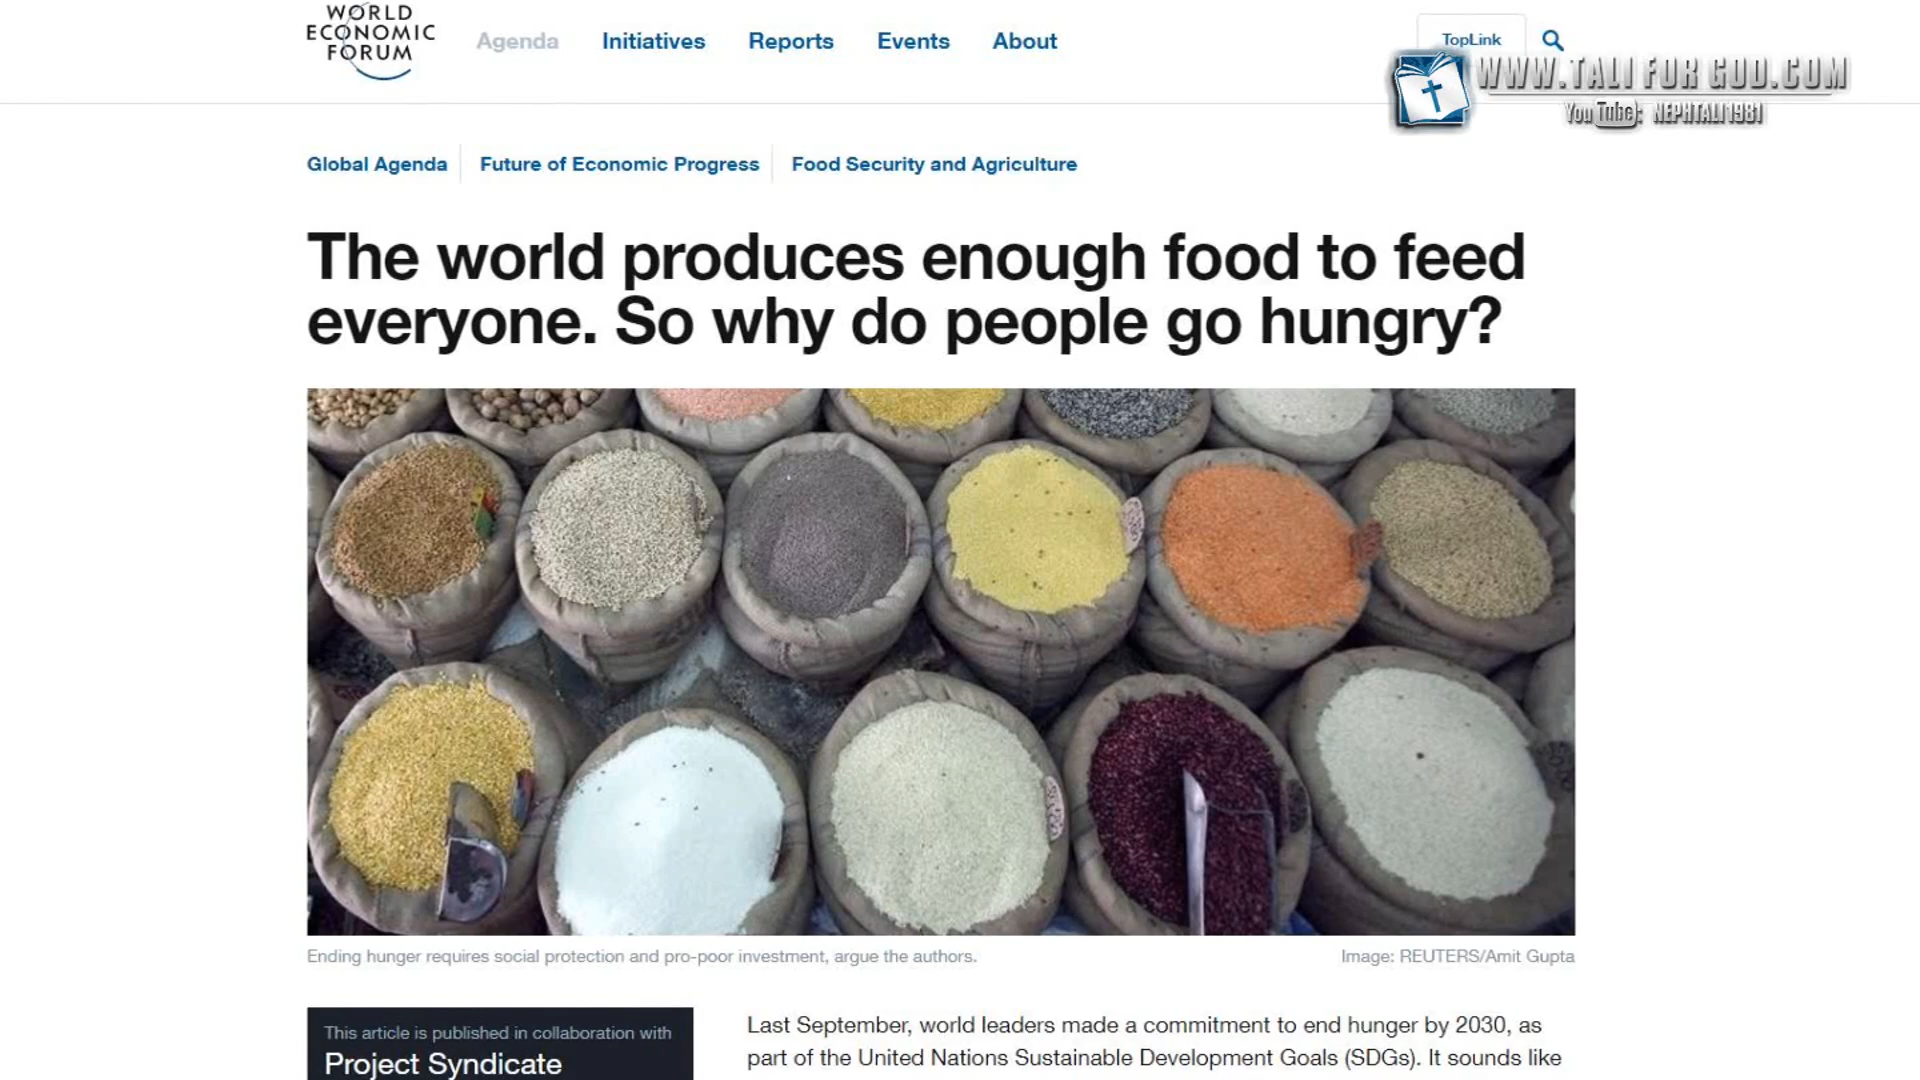 WORLD
ECONOMIC
FORUM
Agenda
Initiatives
Reports
Events
About
TopLink
WWW.TALI FOR GOD.COM
You Tube: NEPHTALI1981
Global Agenda
Future of Economic Progress
Food Security and Agriculture
The world produces enough food to feed
everyone. So why do people go hungry?
Ending hunger requires social protection and pro-poor investment, argue the authors.
Image: REUTERS/Amit Gupta
This article is published in collaboration with
Project Syndicate
Last September, world leaders made a commitment to end hunger by 2030, as
part of the United Nations Sustainable Development Goals (SDGs). It sounds like